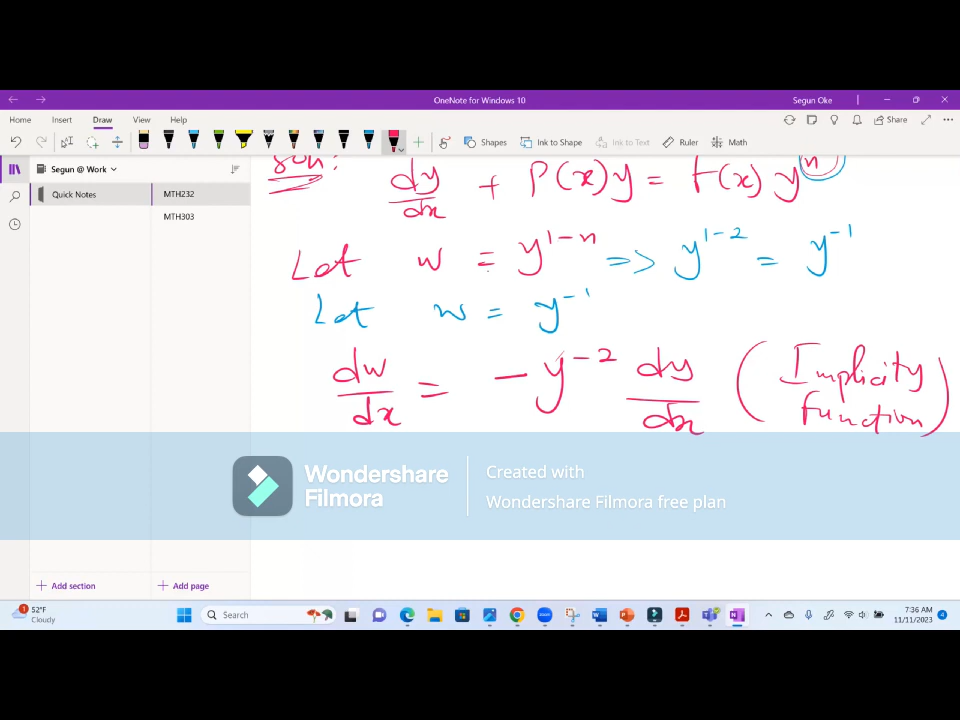 OneNote for Windows 10
Segun Oke
Home Insert Draw View Help
Share
Shapes Ink to Shape Ink to Text Ruler Math
Segun @ Work
Quick Notes
MTH232
MTH303
Soln:
dy/dx + P(x)y = f(x) y^n
Let w = y^1-n => y^1-2 = y^-1
Let w = y^-1
dw/dx = -y^-2 dy/dx (Implicity function)
Wondershare
Filmora
Created with
Wondershare Filmora free plan
+ Add section
+ Add page
1
52°F
Cloudy
Search
7:36 AM
11/11/2023
4